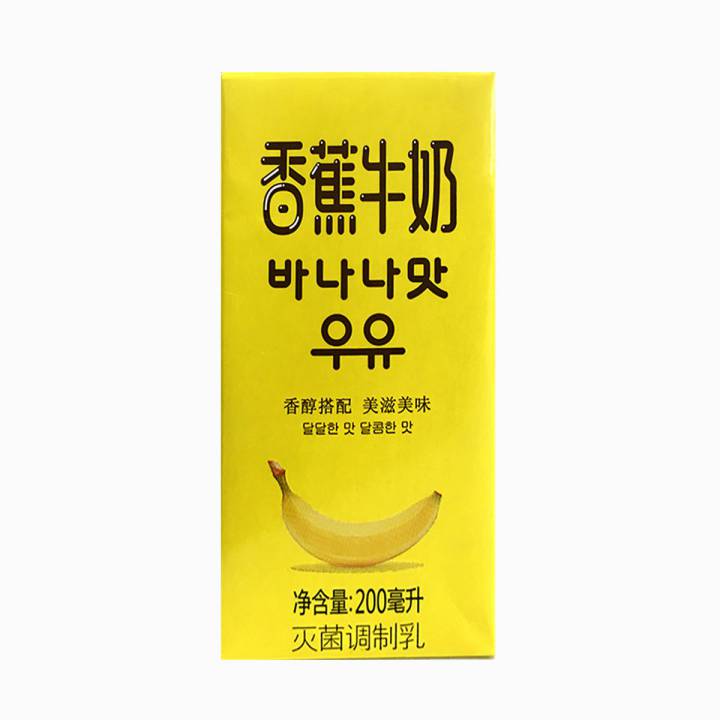 香蕉牛奶
바나나맛
우유
香醇搭配 美滋美味
달달한 맛 달콤한 맛
净含量:200毫升
灭菌调制乳